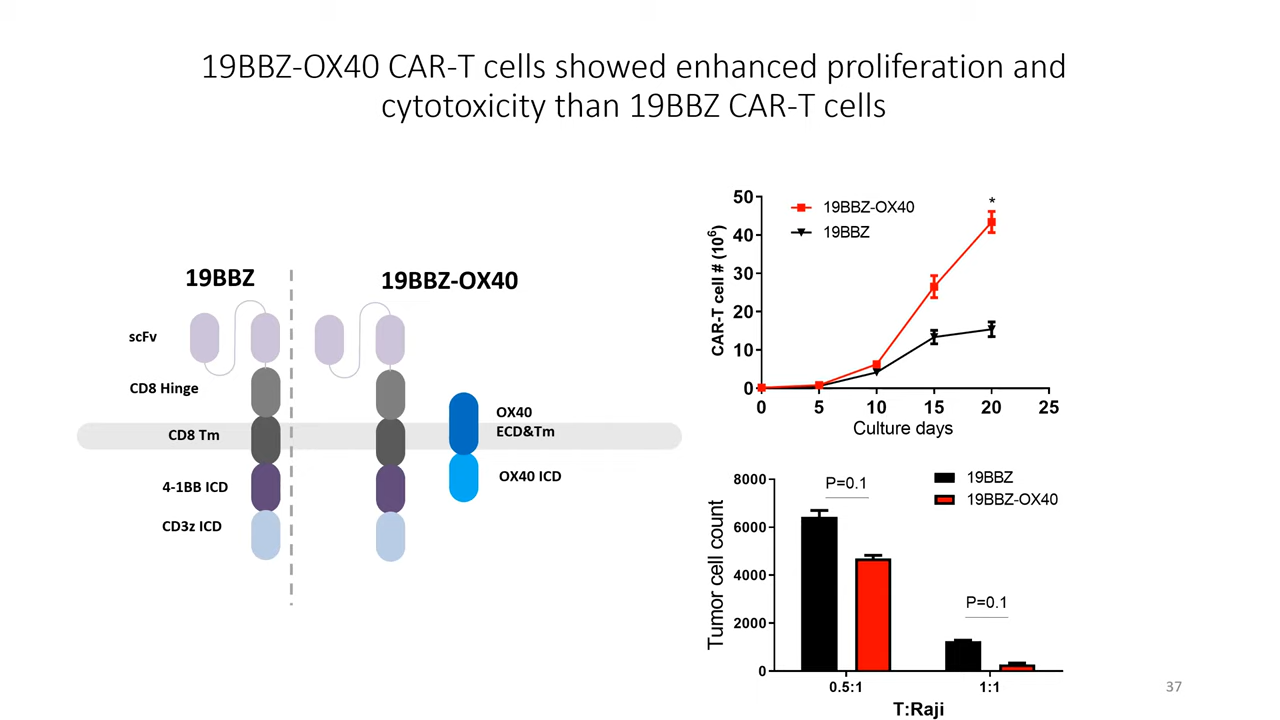 19BBZ-OX40 CAR-T cells showed enhanced proliferation and
cytotoxicity than 19BBZ CAR-T cells
19BBZ
19BBZ-OX40
scFv
CD8 Hinge
CD8 Tm
4-1BB ICD
CD3z ICD
OX40
ECD&Tm
OX40 ICD
CAR-T cell # (10⁶)
50
40
30
20
10
0
19BBZ-OX40
19BBZ
*
0 5 10 15 20 25
Culture days
Tumor cell count
8000
6000
4000
2000
0
P=0.1
P=0.1
19BBZ
19BBZ-OX40
0.5:1 1:1
T:Raji
37